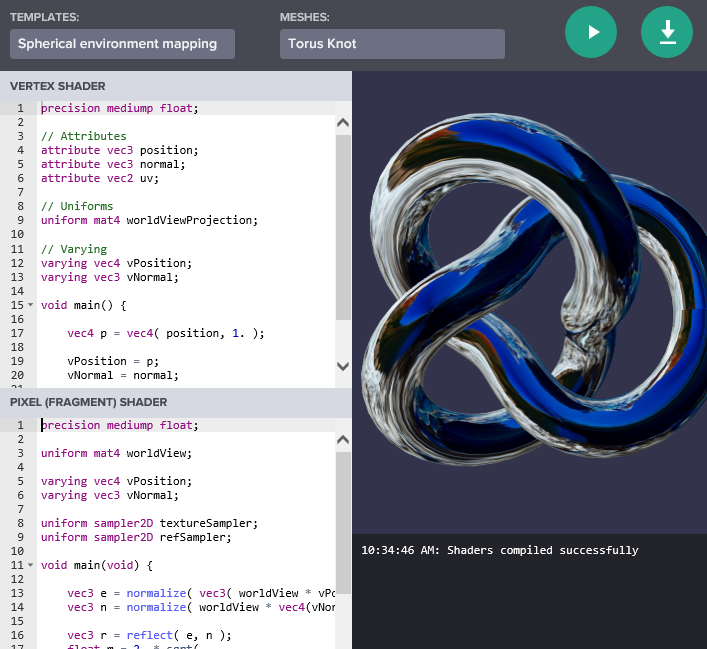 TEMPLATES:
Spherical environment mapping
MESHES:
Torus Knot
VERTEX SHADER
1 precision mediump float;
2
3 // Attributes
4 attribute vec3 position;
5 attribute vec3 normal;
6 attribute vec2 uv;
7
8 // Uniforms
9 uniform mat4 worldViewProjection;
10
11 // Varying
12 varying vec4 vPosition;
13 varying vec3 vNormal;
14
15 void main() {
16
17 vec4 p = vec4( position, 1. );
18
19 vPosition = p;
20 vNormal = normal;
PIXEL (FRAGMENT) SHADER
1 precision mediump float;
2
3 uniform mat4 worldView;
4
5 varying vec4 vPosition;
6 varying vec3 vNormal;
7
8 uniform sampler2D textureSampler;
9 uniform sampler2D refSampler;
10
11 void main(void) {
12
13 vec3 e = normalize( vec3( worldView * vPo
14 vec3 n = normalize( worldView * vec4(vNor
15
16 vec3 r = reflect( e, n );
17 float m = 2. * sqrt(
10:34:46 AM: Shaders compiled successfully